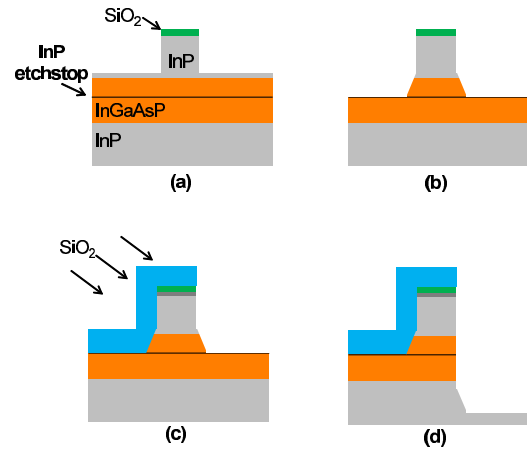 SiO2
InP
InP
etchstop
InGaAsP
InP
(a)
(b)
SiO2
(c)
(d)